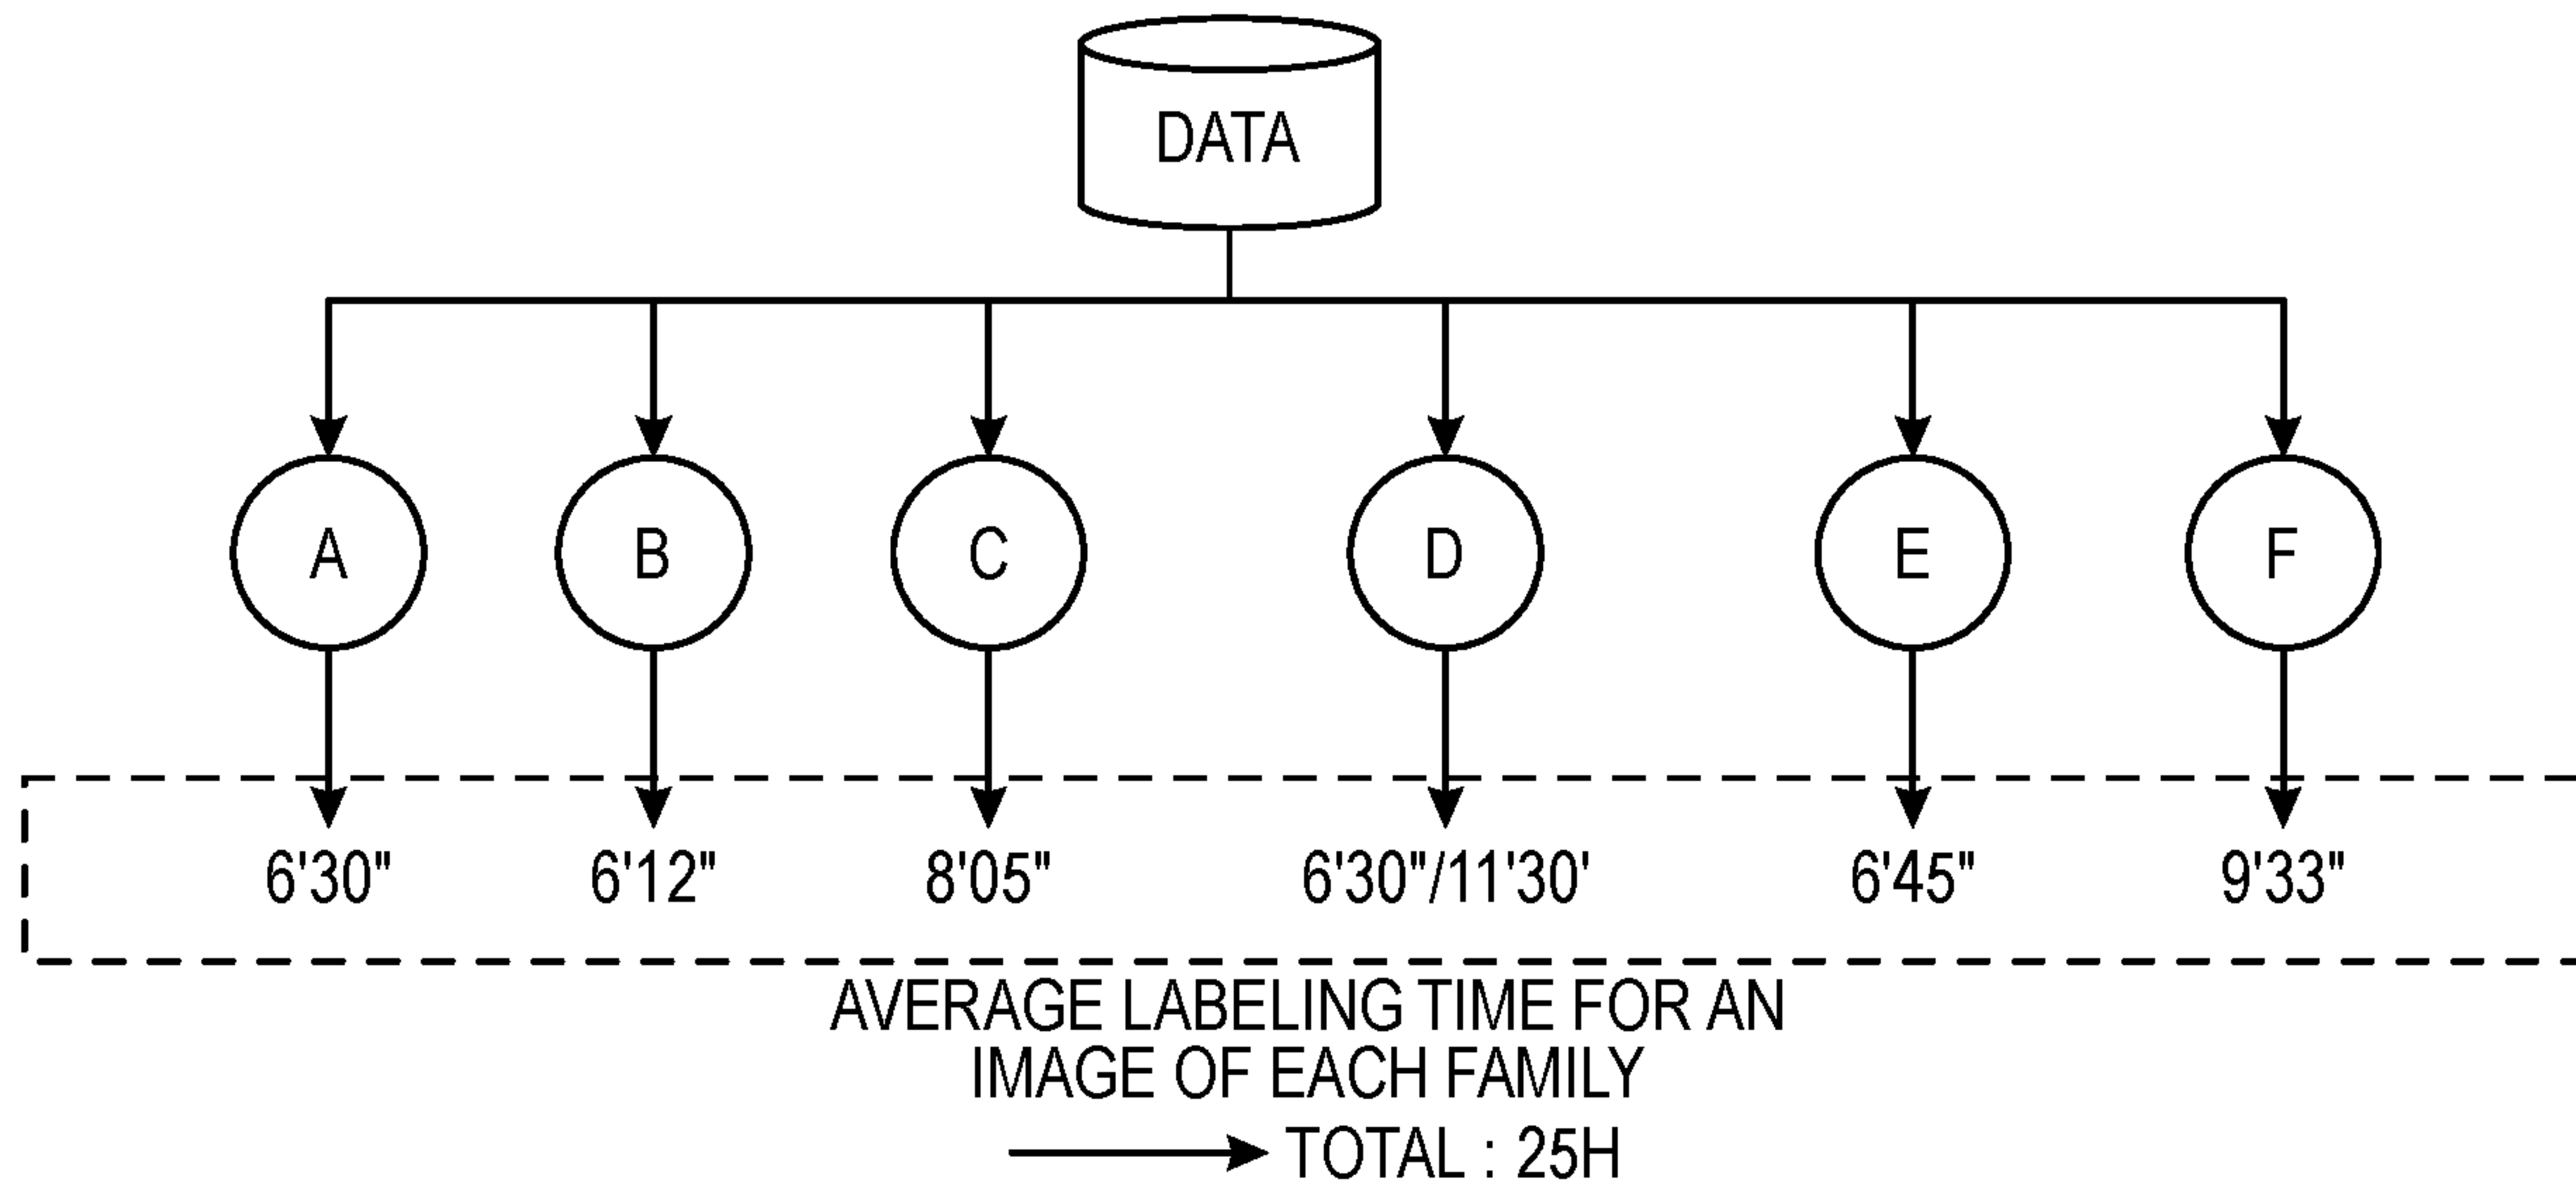 DATA
A B C D E F
6'30" 6'12" 8'05" 6'30"/11'30' 6'45" 9'33"
AVERAGE LABELING TIME FOR AN
IMAGE OF EACH FAMILY
TOTAL : 25H